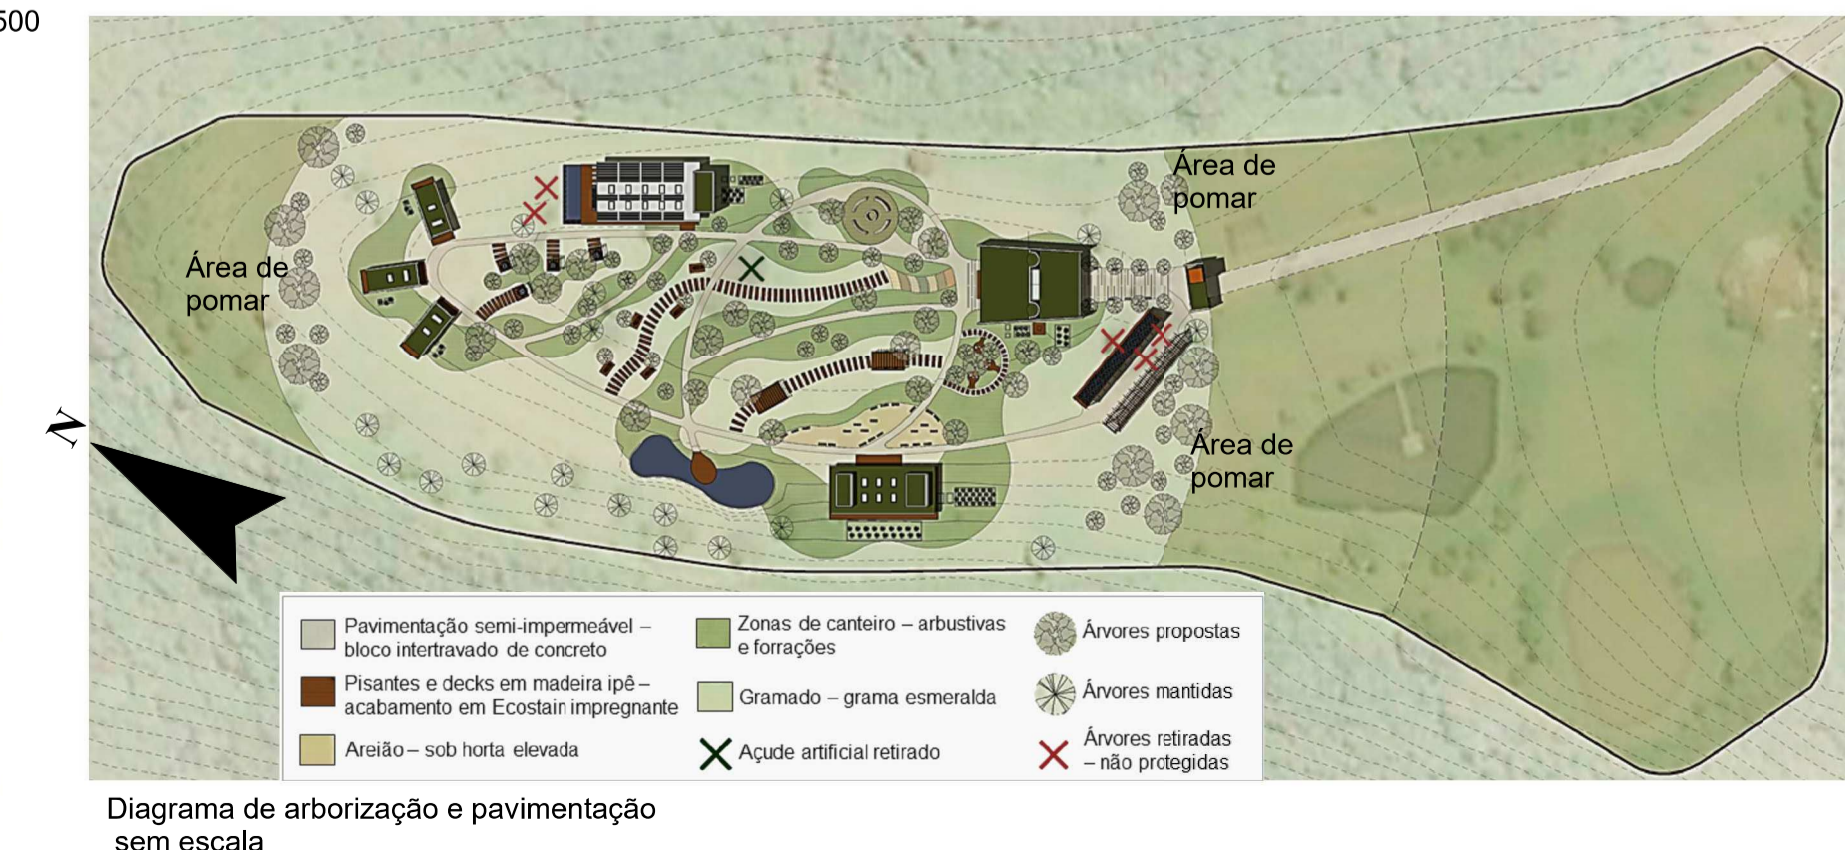 500
Área de
pomar
Área de
pomar
N
Área de
pomar
Pavimentação semi-impermeável –
bloco intertravado de concreto
Pisantes e decks em madeira ipê –
acabamento em Ecostain impregnante
Areião – sob horta elevada
Zonas de canteiro – arbustivas
e forrações
Gramado – grama esmeralda
Açude artificial retirado
Árvores propostas
Árvores mantidas
Árvores retiradas
– não protegidas
Diagrama de arborização e pavimentação
sem escala